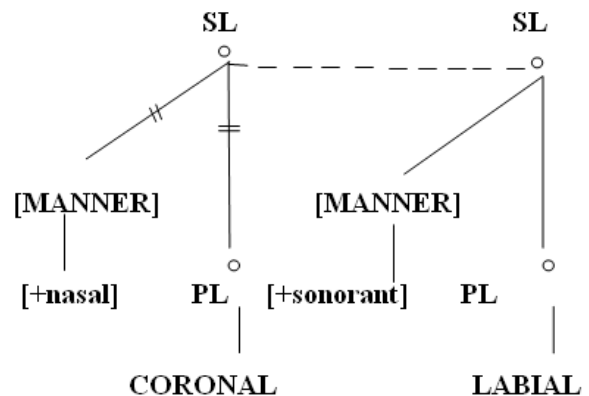 SL SL
[MANNER] [MANNER]
[+nasal] PL [+sonorant] PL
CORONAL LABIAL